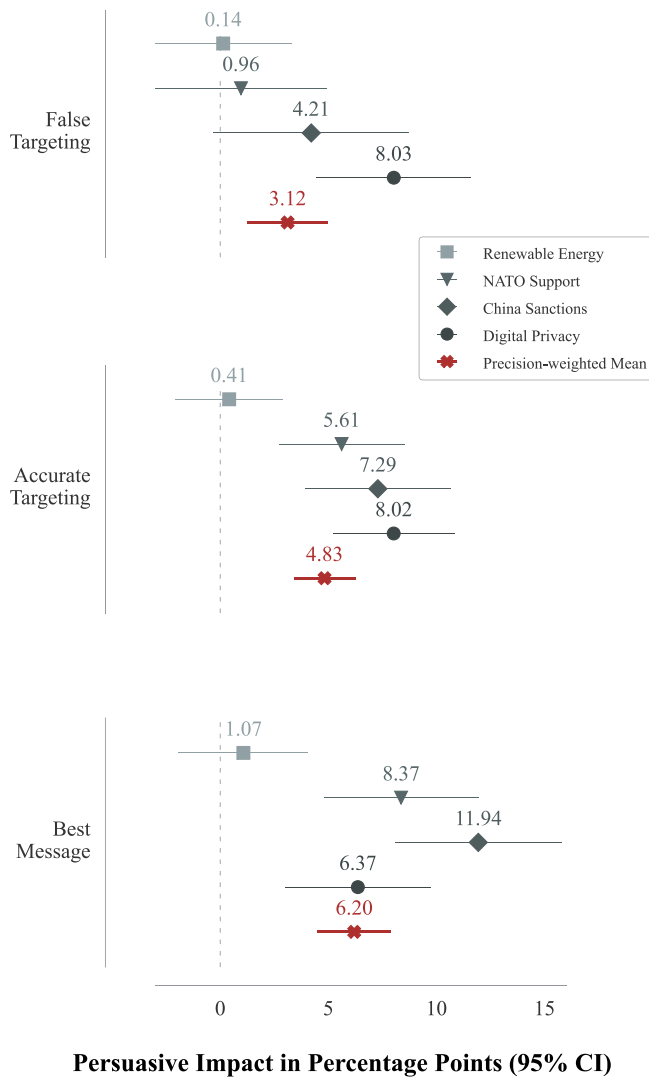 0.14
0.96
False
Targeting
4.21
8.03
3.12
Renewable Energy
NATO Support
China Sanctions
Digital Privacy
Precision-weighted Mean
0.41
5.61
Accurate
Targeting
7.29
8.02
4.83
1.07
8.37
Best
Message
11.94
6.37
6.20
0 5 10 15
Persuasive Impact in Percentage Points (95% CI)